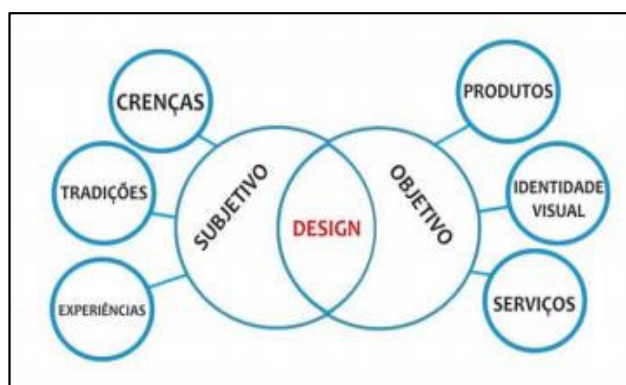 CRENÇAS
TRADIÇÕES
EXPERIÊNCIAS
SUBJETIVO
DESIGN
OBJETIVO
PRODUTOS
IDENTIDADE
VISUAL
SERVIÇOS